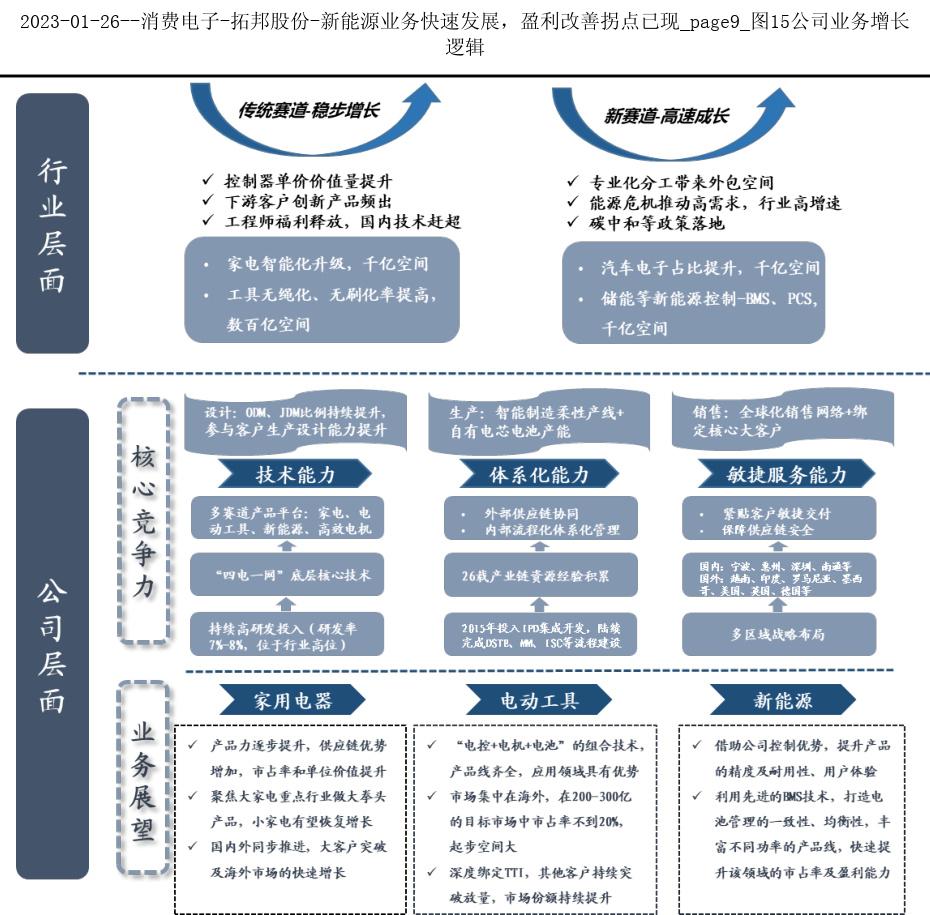 2023-01-26--消费电子-拓邦股份-新能源业务快速发展，盈利改善拐点已现_page9_图15公司业务增长
逻辑
行业层面
传统赛道-稳步增长
✓ 控制器单价价值量提升
✓ 下游客户创新产品频出
✓ 工程师福利释放，国内技术赶超
• 家电智能化升级，千亿空间
• 工具无绳化、无刷化率提高，
数百亿空间
新赛道-高速成长
✓ 专业化分工带来外包空间
✓ 能源危机推动高需求，行业高增速
✓ 碳中和等政策落地
• 汽车电子占比提升，千亿空间
• 储能等新能源控制-BMS、PCS，
千亿空间
公司层面
核心竞争力
设计：ODM、JDM比例持续提升，
参与客户生产设计能力提升
技术能力
多赛道产品平台：家电、电
动工具、新能源、高效电机
“四电一网”底层核心技术
持续高研发投入（研发率
7%-8%，位于行业高位）
生产：智能制造柔性产线+
自有电芯电池产能
体系化能力
• 外部供应链协同
• 内部流程化体系化管理
26载产业链资源经验积累
2015年投入IPD集成开发，陆续
完成DSTE、MM、ISC等流程建设
销售：全球化销售网络+绑
定核心大客户
敏捷服务能力
• 紧贴客户敏捷交付
• 保障供应链安全
国内：宁波、惠州、深圳、南通等
国外：越南、印度、罗马尼亚、墨西
哥、美国、英国、德国等
多区域战略布局
业务展望
家用电器
✓ 产品力逐步提升，供应链优势
增加，市占率和单位价值提升
✓ 聚焦大家电重点行业做大拳头
产品，小家电有望恢复增长
✓ 国内外同步推进，大客户突破
及海外市场的快速增长
电动工具
✓ “电控+电机+电池”的组合技术，
产品线齐全，应用领域具有优势
✓ 市场集中在海外，在200-300亿
的目标市场中市占率不到20%，
起步空间大
✓ 深度绑定TTI，其他客户持续突
破放量，市场份额持续提升
新能源
✓ 借助公司控制优势，提升产品
的精度及耐用性、用户体验
✓ 利用先进的BMS技术，打造电
池管理的一致性、均衡性，丰
富不同功率的产品线，快速提
升该领域的市占率及盈利能力